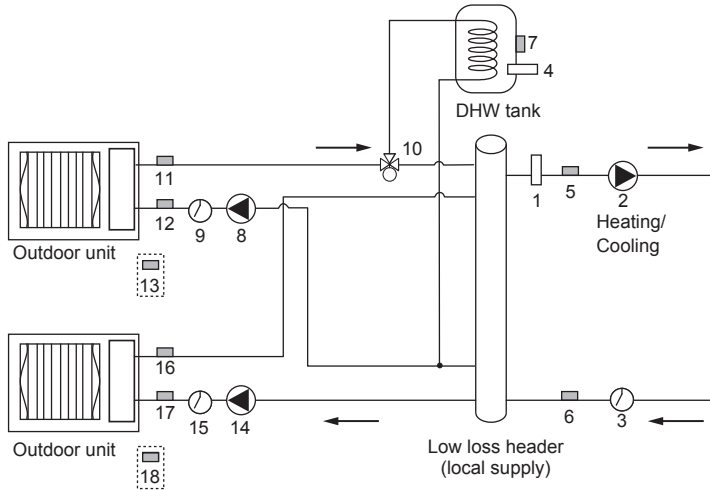 7
4
DHW tank
10
11
12
9
8
1
5
2
Heating/
Cooling
Outdoor unit
13
16
17
15
14
6
3
Outdoor unit
Low loss header
(local supply)
18